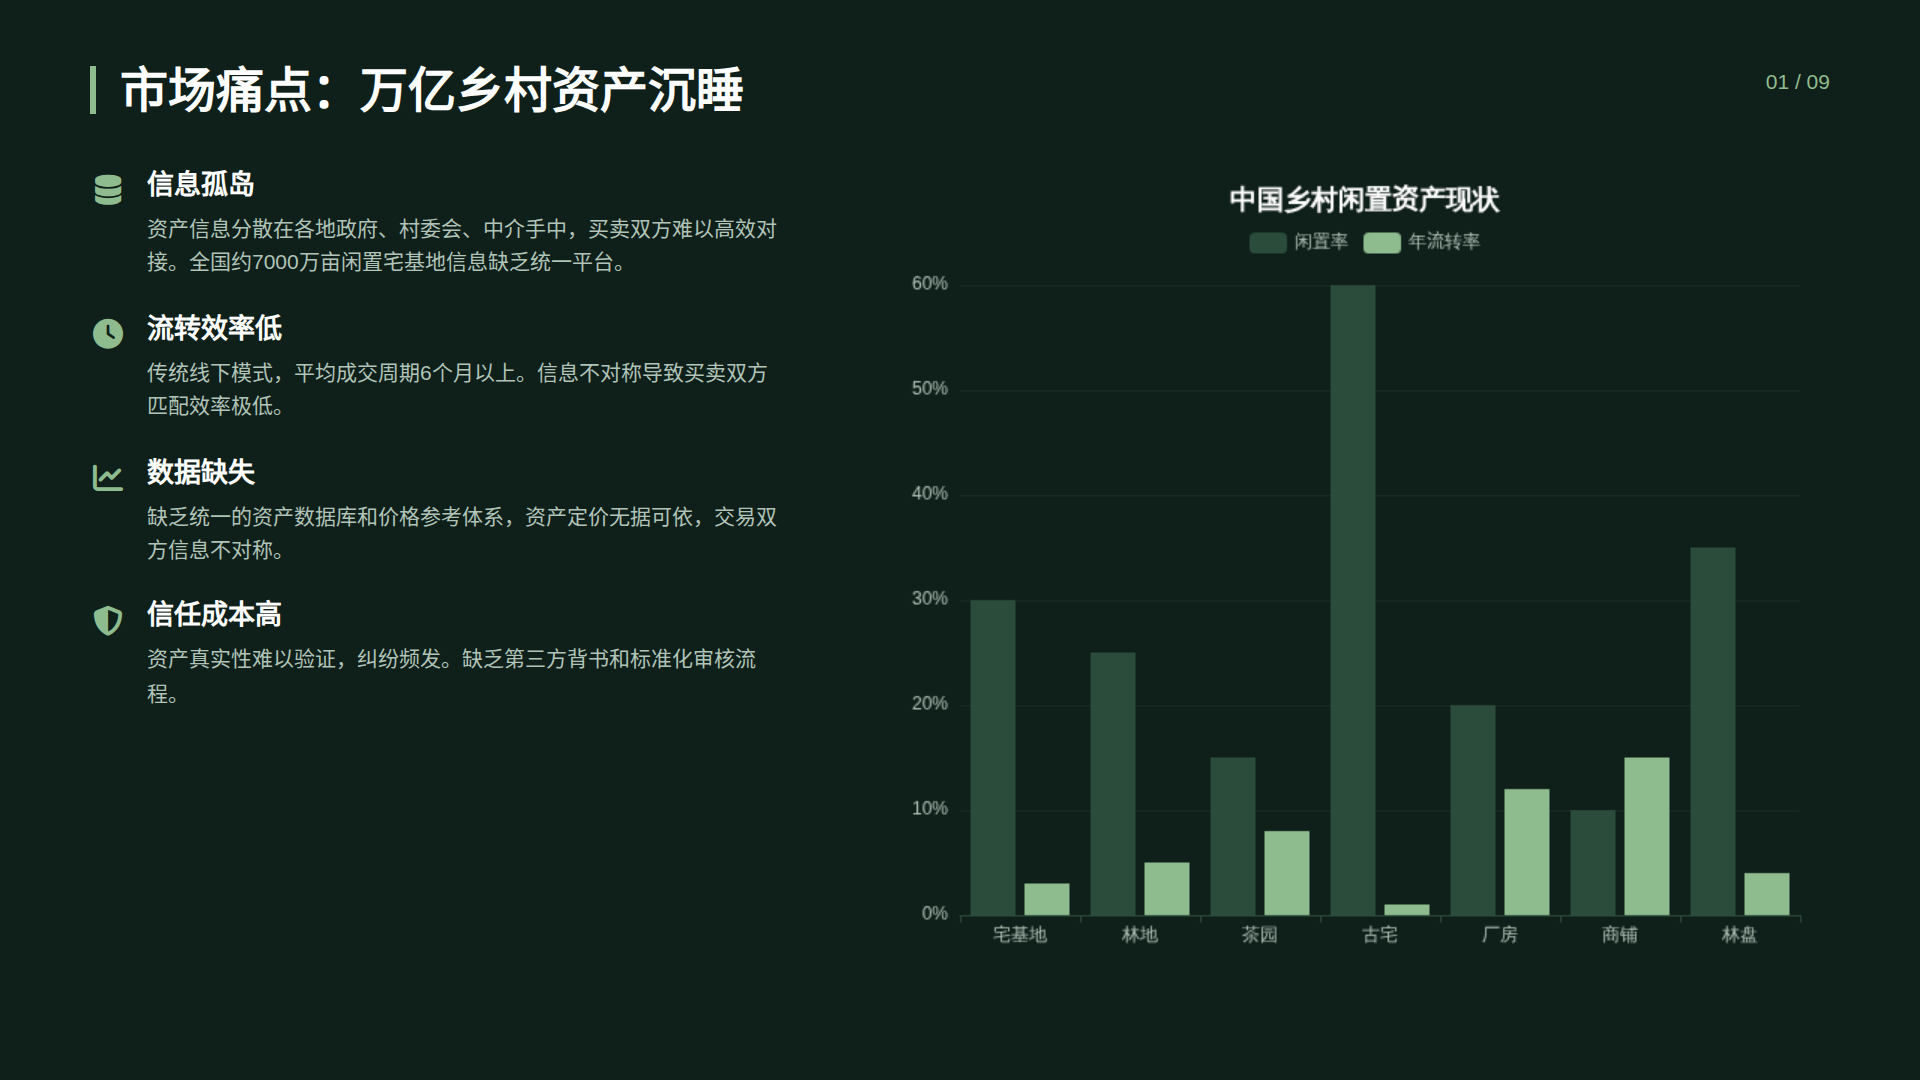 市场痛点：万亿乡村资产沉睡
01 / 09
信息孤岛
资产信息分散在各地政府、村委会、中介手中，买卖双方难以高效对
接。全国约7000万亩闲置宅基地信息缺乏统一平台。
流转效率低
传统线下模式，平均成交周期6个月以上。信息不对称导致买卖双方
匹配效率极低。
数据缺失
缺乏统一的资产数据库和价格参考体系，资产定价无据可依，交易双
方信息不对称。
信任成本高
资产真实性难以验证，纠纷频发。缺乏第三方背书和标准化审核流
程。
中国乡村闲置资产现状
闲置率 年流转率
60%
50%
40%
30%
20%
10%
0%
宅基地 林地 茶园 古宅 厂房 商铺 林盘